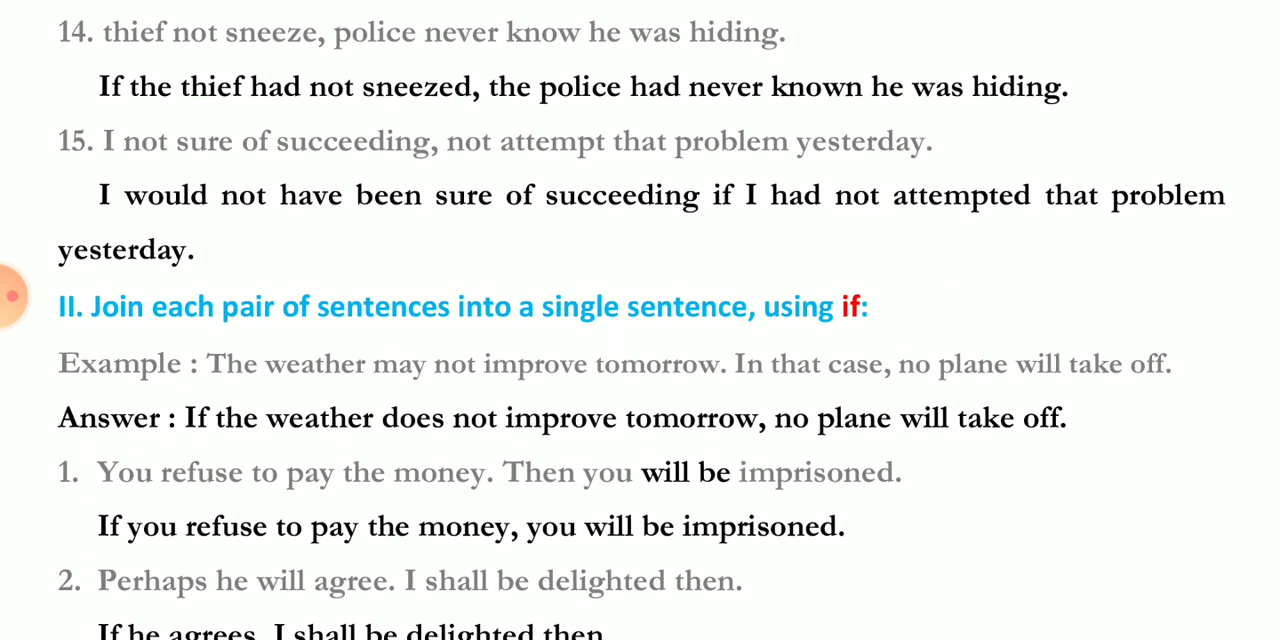 14. thief not sneeze, police never know he was hiding.
If the thief had not sneezed, the police had never known he was hiding.
15. I not sure of succeeding, not attempt that problem yesterday.
I would not have been sure of succeeding if I had not attempted that problem
yesterday.
II. Join each pair of sentences into a single sentence, using if:
Example : The weather may not improve tomorrow. In that case, no plane will take off.
Answer : If the weather does not improve tomorrow, no plane will take off.
1. You refuse to pay the money. Then you will be imprisoned.
If you refuse to pay the money, you will be imprisoned.
2. Perhaps he will agree. I shall be delighted then.
If he agrees, I shall be delighted then